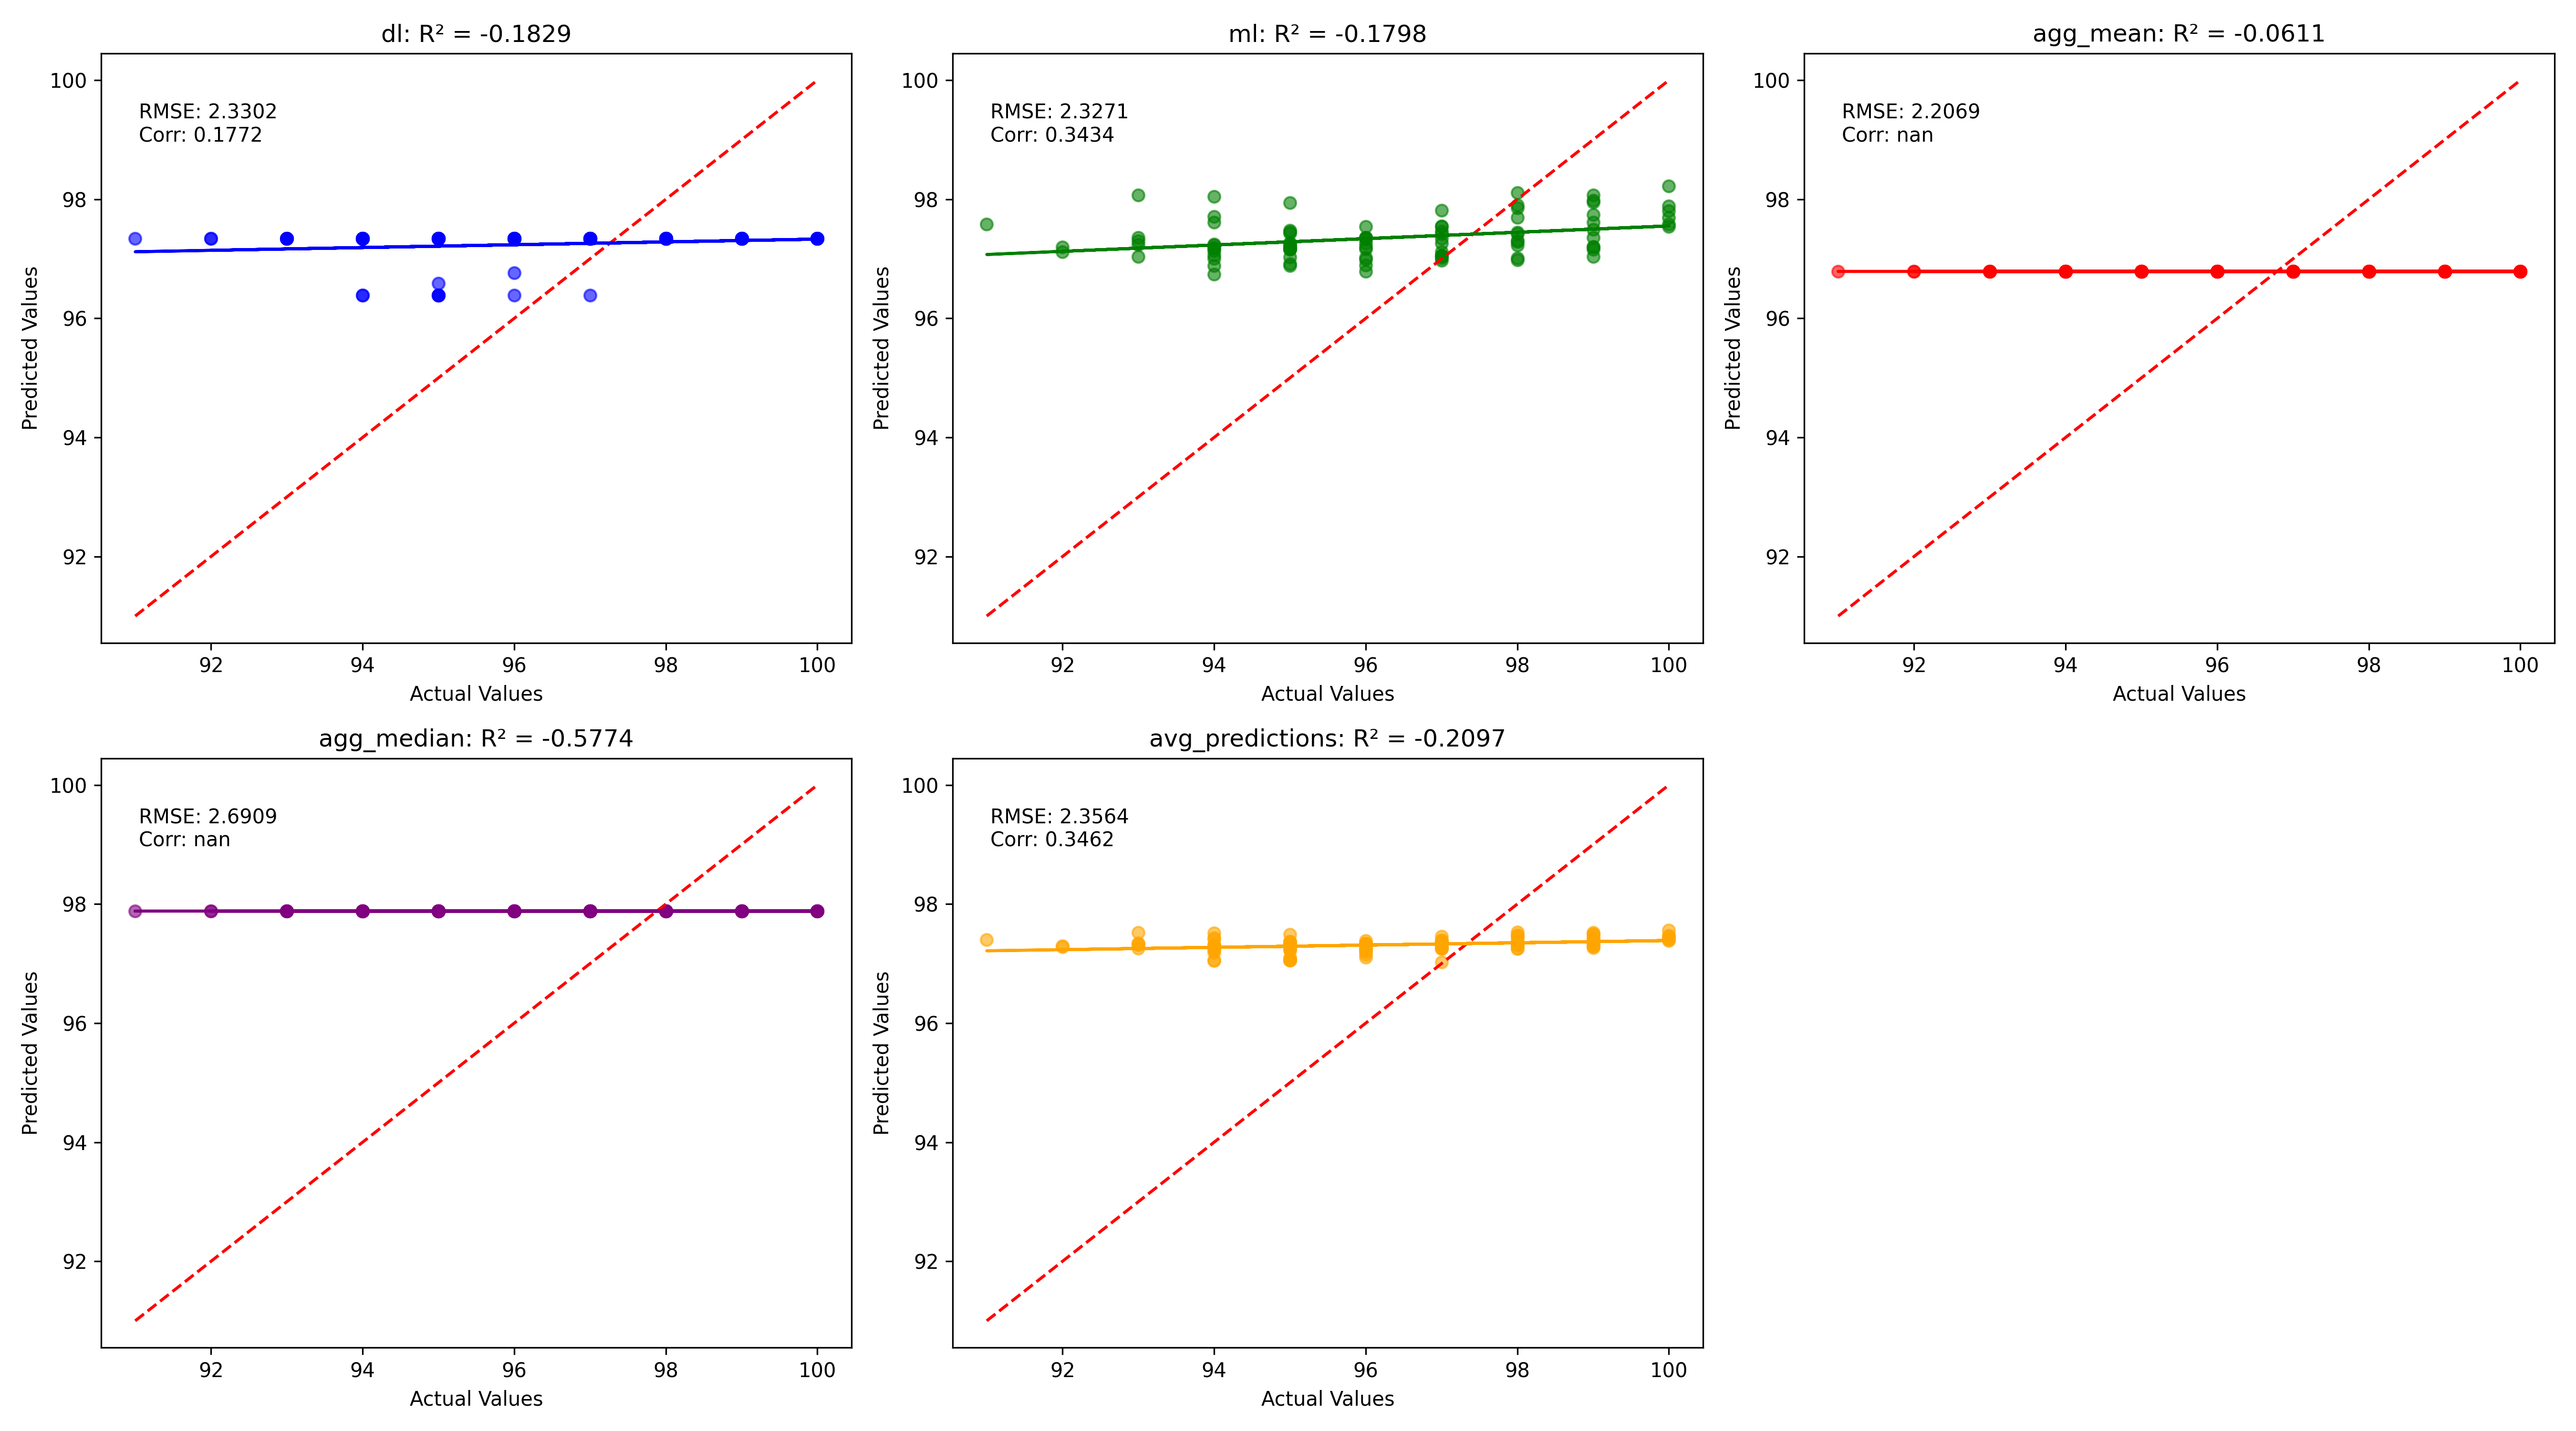 dl: R² = -0.1829
100
98
96
94
92
RMSE: 2.3302
Corr: 0.1772
Predicted Values
92
94
96
98
100
Actual Values
ml: R² = -0.1798
100
98
96
94
92
RMSE: 2.3271
Corr: 0.3434
Predicted Values
92
94
96
98
100
Actual Values
agg_mean: R² = -0.0611
100
98
96
94
92
RMSE: 2.2069
Corr: nan
Predicted Values
92
94
96
98
100
Actual Values
agg_median: R² = -0.5774
100
98
96
94
92
RMSE: 2.6909
Corr: nan
Predicted Values
92
94
96
98
100
Actual Values
avg_predictions: R² = -0.2097
100
98
96
94
92
RMSE: 2.3564
Corr: 0.3462
Predicted Values
92
94
96
98
100
Actual Values